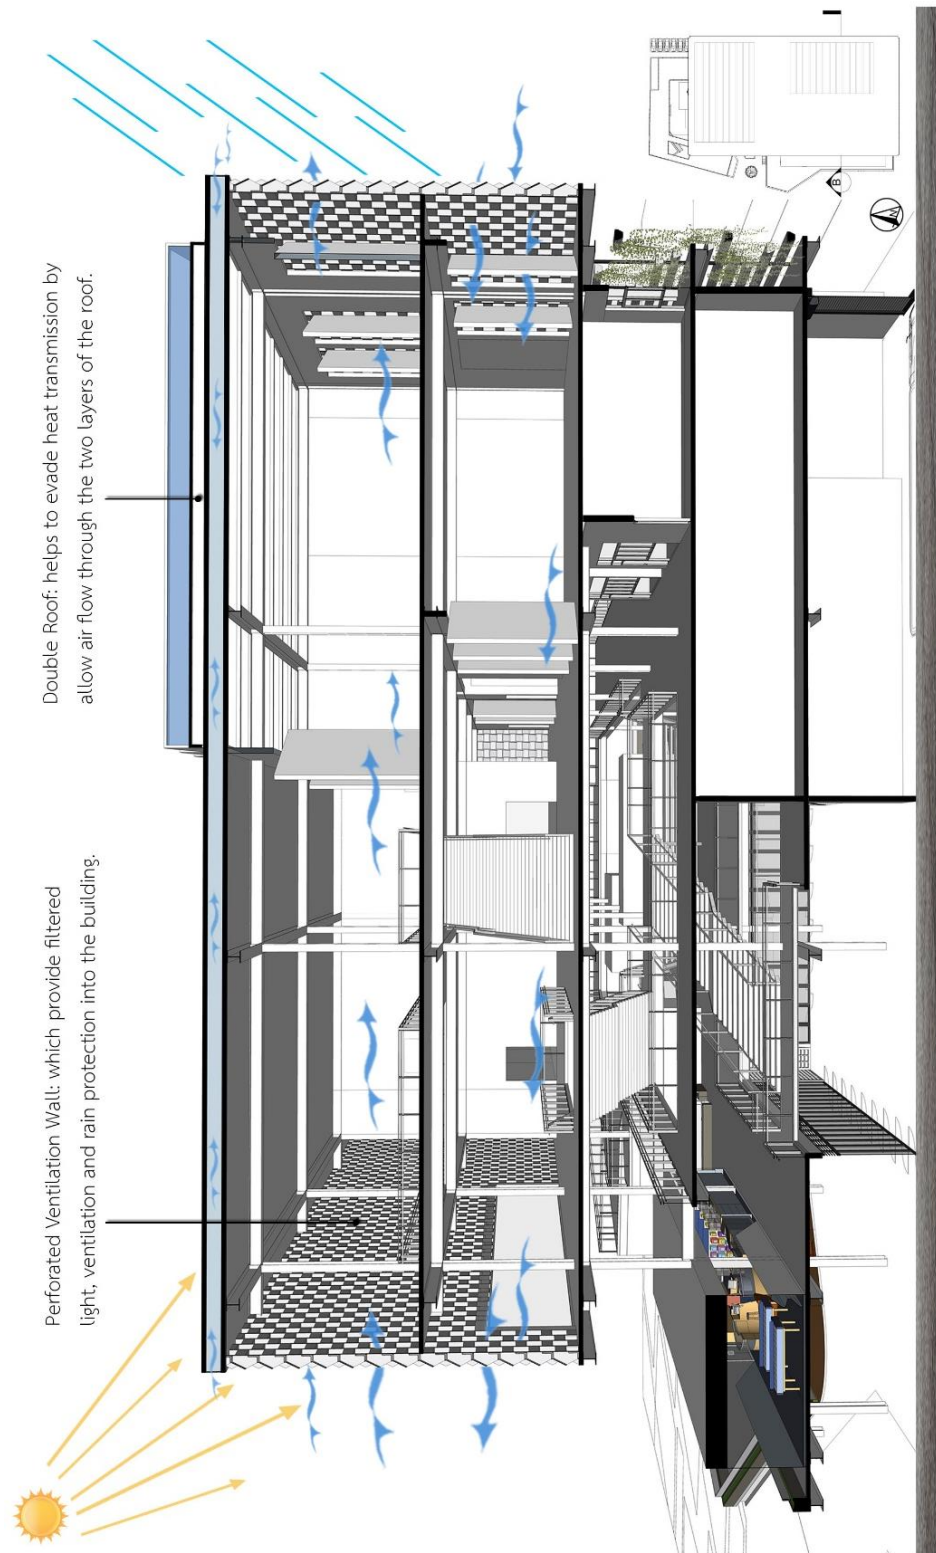 Perforated Ventilation Wall: which provide filtered
light, ventilation and rain protection into the building.
Double Roof: helps to evade heat transmission by
allow air flow through the two layers of the roof.
B